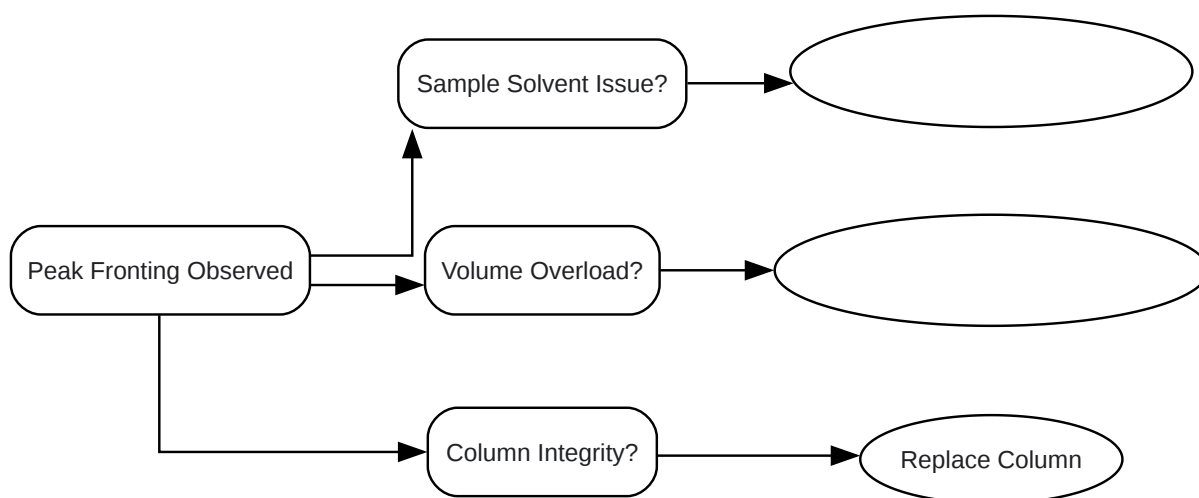 Sample Solvent Issue?
Peak Fronting Observed
Volume Overload?
Column Integrity?
Replace Column